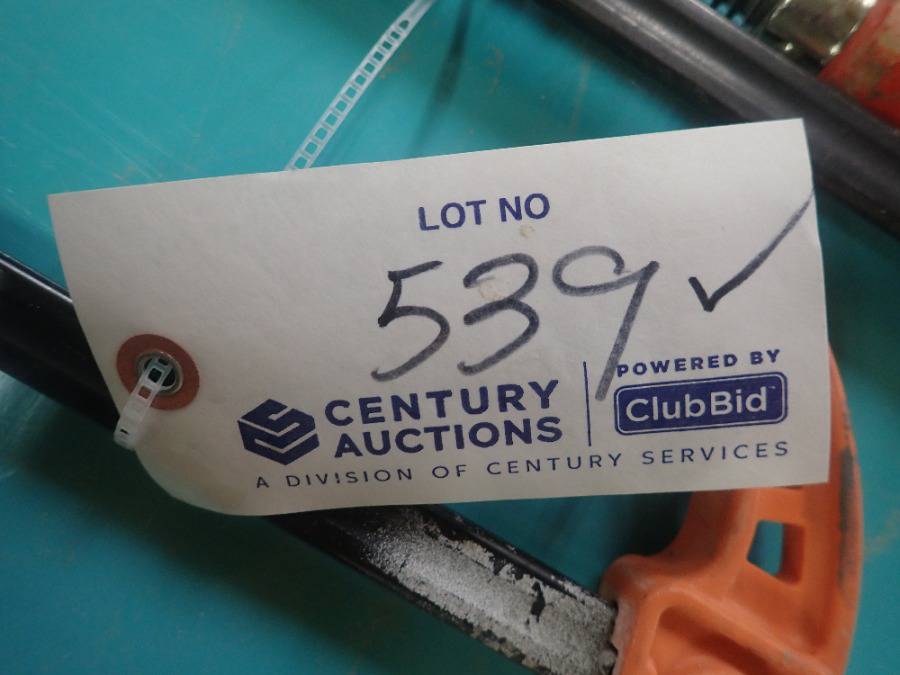 LOT NO
539 ✓
CENTURY AUCTIONS
POWERED BY
ClubBid
A DIVISION OF CENTURY SERVICES